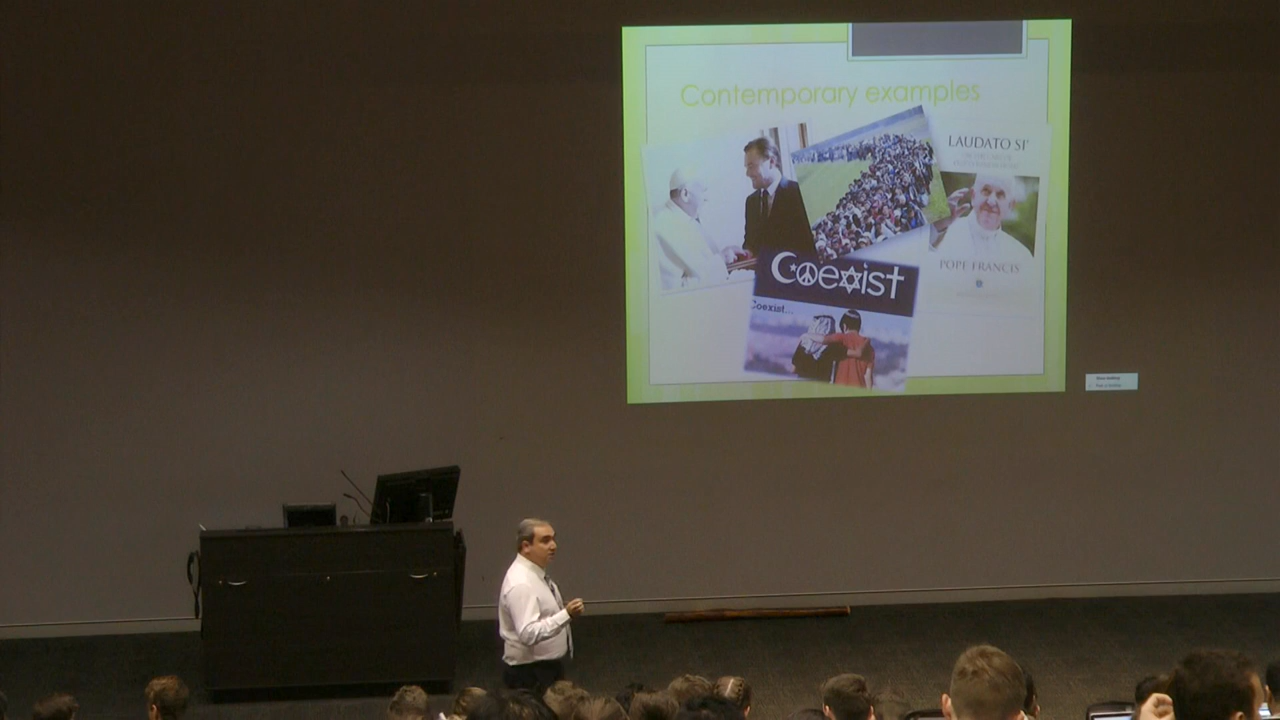 Contemporary examples
LAUDATO SI'
POPE FRANCIS
Coexist
Coexist...